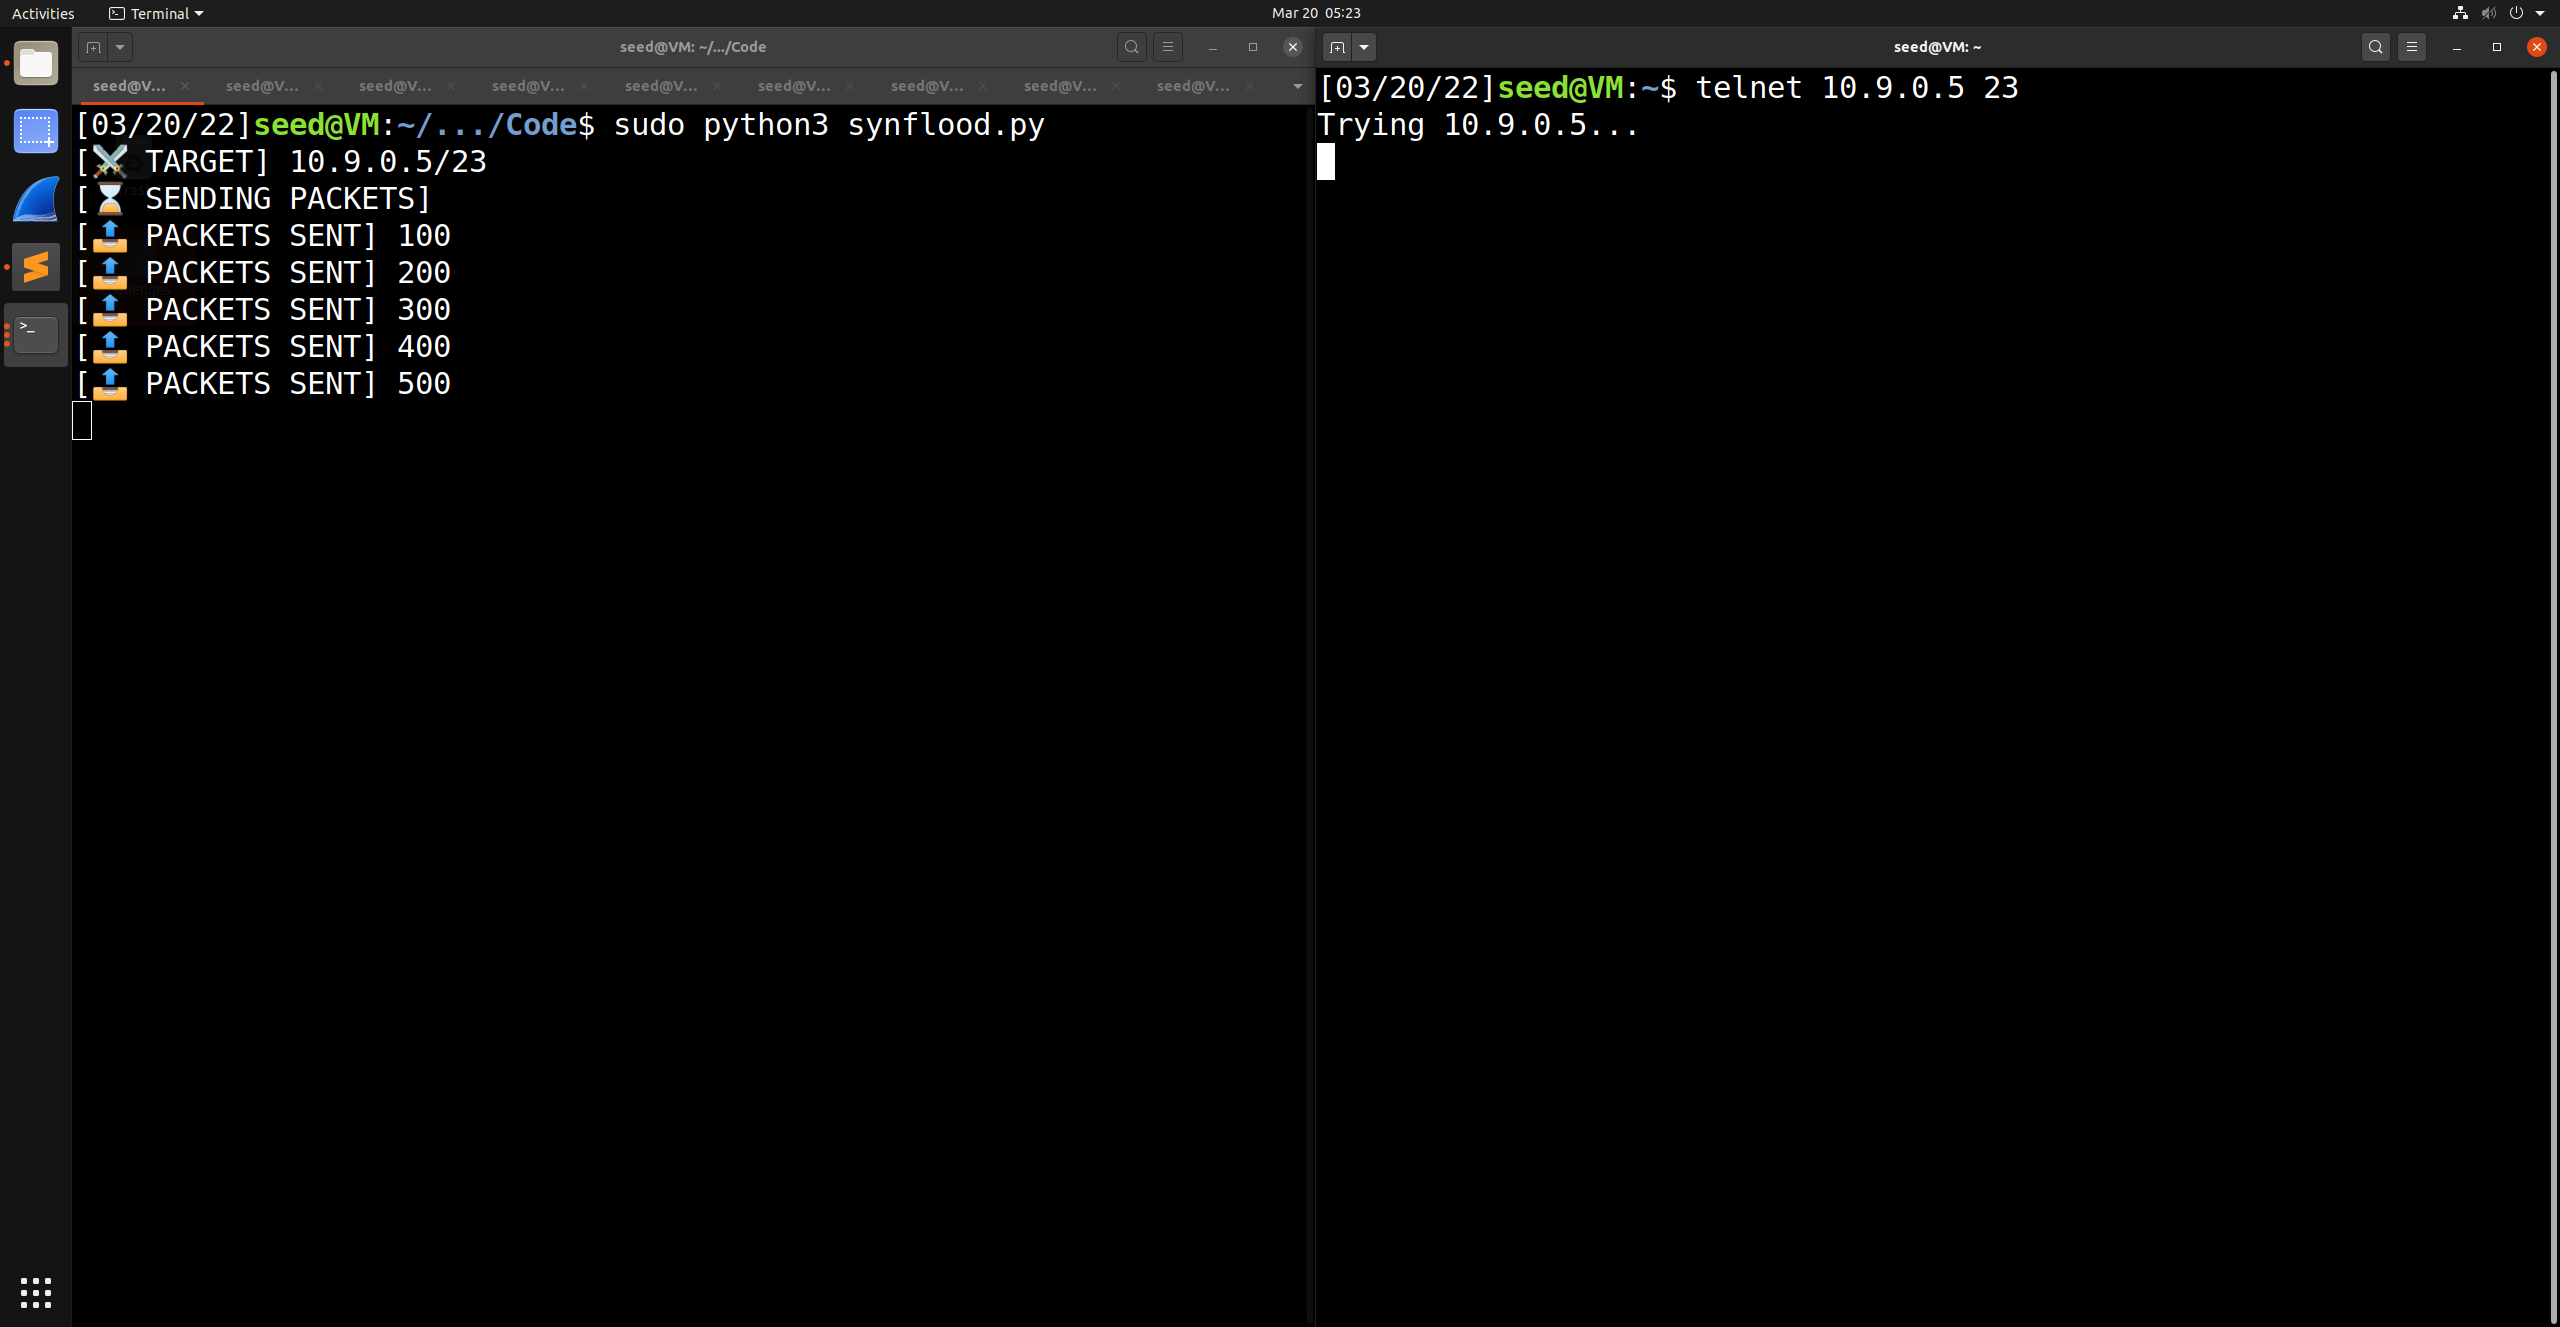 Activities
Terminal
Mar 20 05:23
seed@VM: ~/.../Code
seed@V... seed@V... seed@V... seed@V... seed@V... seed@V... seed@V... seed@V... seed@V...
[03/20/22]seed@VM:~/.../Code$ sudo python3 synflood.py
[⚔️ TARGET] 10.9.0.5/23
[⌛ SENDING PACKETS]
[📤 PACKETS SENT] 100
[📤 PACKETS SENT] 200
[📤 PACKETS SENT] 300
[📤 PACKETS SENT] 400
[📤 PACKETS SENT] 500
seed@VM: ~
[03/20/22]seed@VM:~$ telnet 10.9.0.5 23
Trying 10.9.0.5...